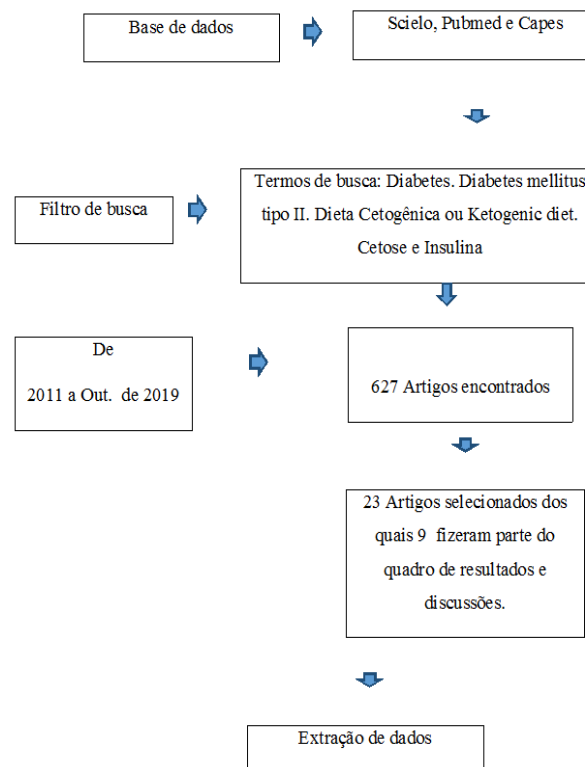 Base de dados
Scielo, Pubmed e Capes
Filtro de busca
Termos de busca: Diabetes. Diabetes mellitus
tipo II. Dieta Cetogênica ou Ketogenic diet.
Cetose e Insulina
De
2011 a Out. de 2019
627 Artigos encontrados
23 Artigos selecionados dos
quais 9 fizeram parte do
quadro de resultados e
discussões.
Extração de dados